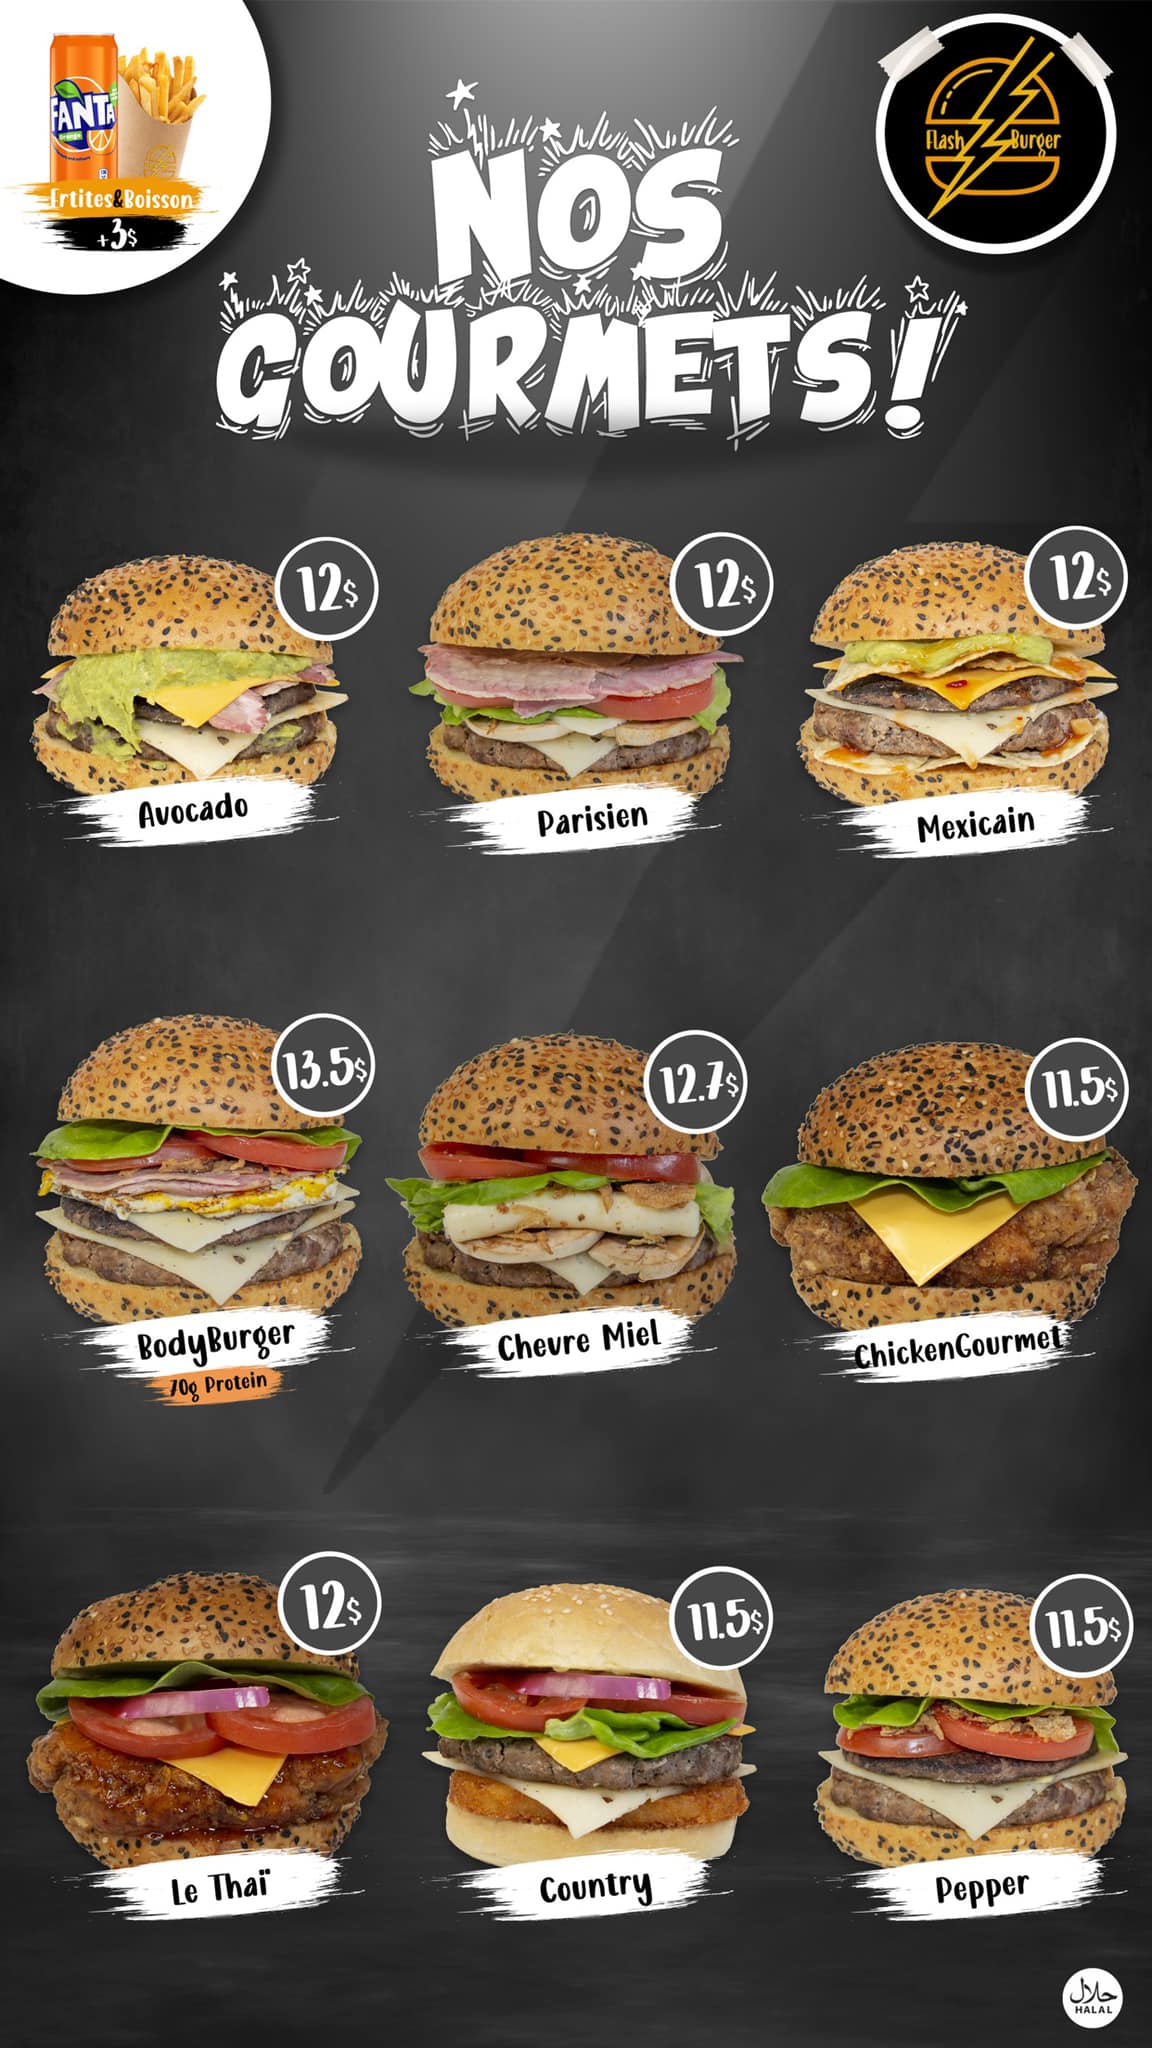 FANTA
Orange
Frtites&Boisson
+3$
Flash Burger
NOS
GOURMETS!
12$
12$
12$
Avocado
Parisien
Mexicain
13.5$
12.7$
11.5$
BodyBurger
70g Protein
Chevre Miel
ChickenGourmet
12$
11.5$
11.5$
Le Thaï
Country
Pepper
حلال
HALAL